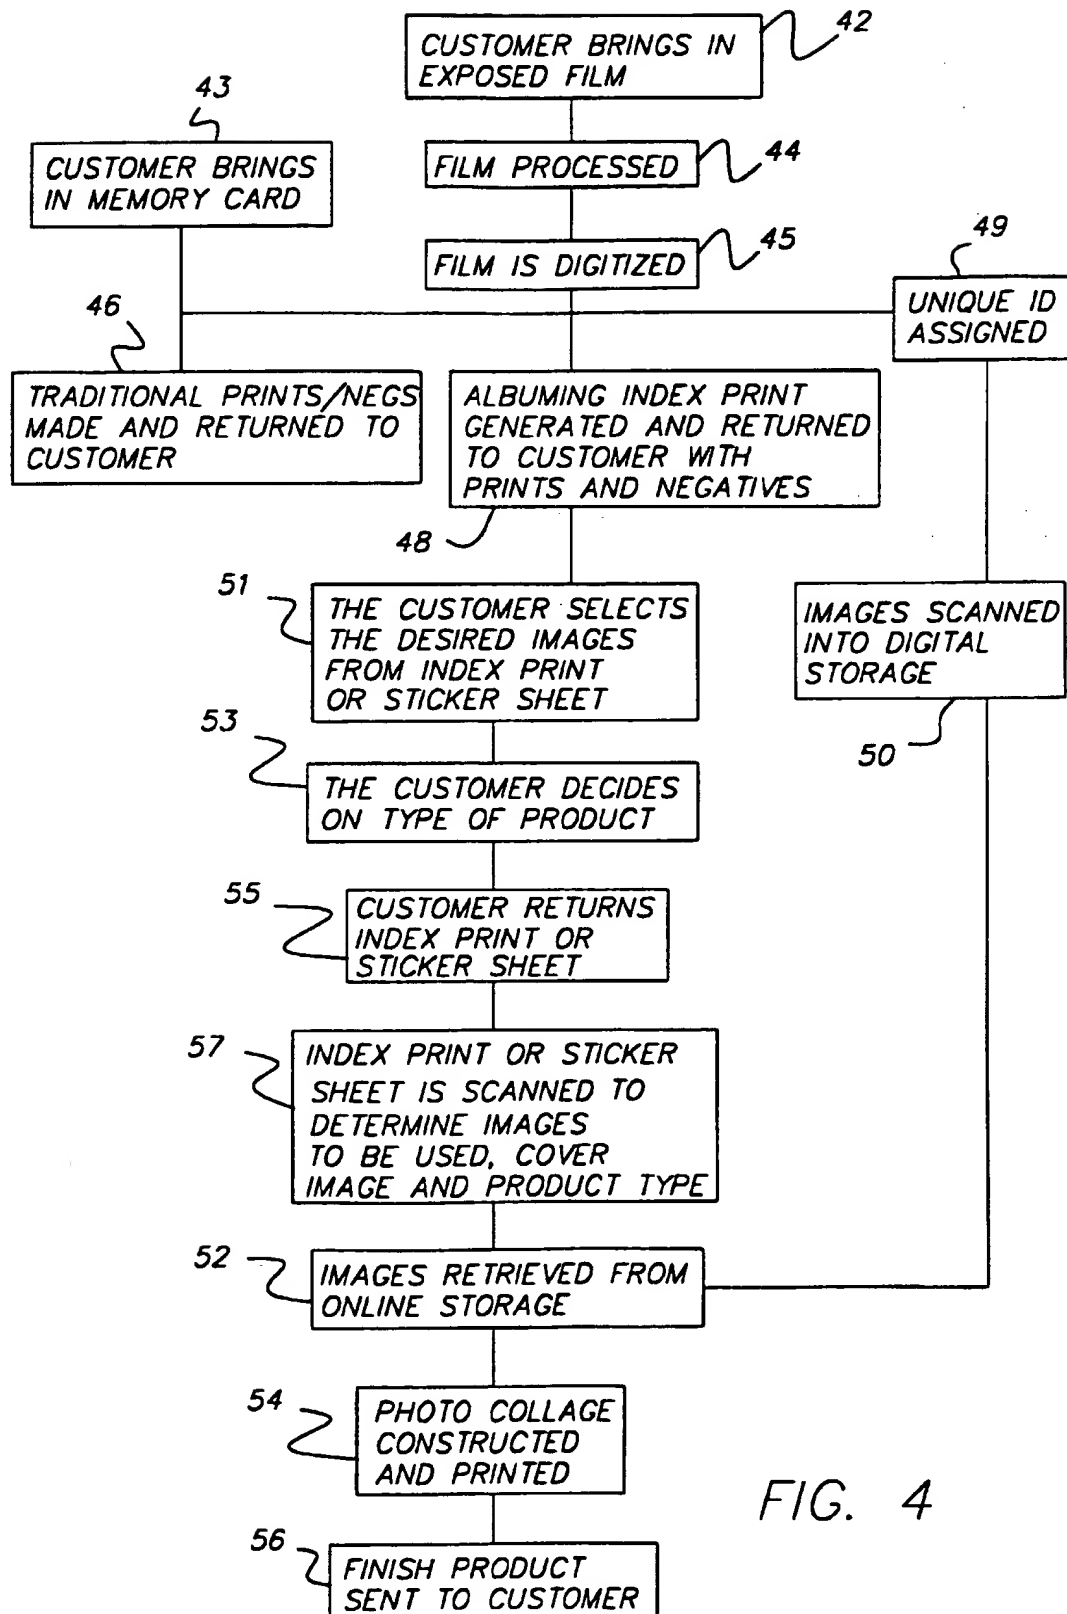 42
CUSTOMER BRINGS IN
EXPOSED FILM
43
CUSTOMER BRINGS
IN MEMORY CARD
FILM PROCESSED
44
FILM IS DIGITIZED
45
49
UNIQUE ID
ASSIGNED
46
TRADITIONAL PRINTS/NEGS
MADE AND RETURNED TO
CUSTOMER
ALBUMING INDEX PRINT
GENERATED AND RETURNED
TO CUSTOMER WITH
PRINTS AND NEGATIVES
48
51
THE CUSTOMER SELECTS
THE DESIRED IMAGES
FROM INDEX PRINT
OR STICKER SHEET
IMAGES SCANNED
INTO DIGITAL
STORAGE
50
53
THE CUSTOMER DECIDES
ON TYPE OF PRODUCT
55
CUSTOMER RETURNS
INDEX PRINT OR
STICKER SHEET
57
INDEX PRINT OR STICKER
SHEET IS SCANNED TO
DETERMINE IMAGES
TO BE USED, COVER
IMAGE AND PRODUCT TYPE
52
IMAGES RETRIEVED FROM
ONLINE STORAGE
54
PHOTO COLLAGE
CONSTRUCTED
AND PRINTED
FIG. 4
56
FINISH PRODUCT
SENT TO CUSTOMER